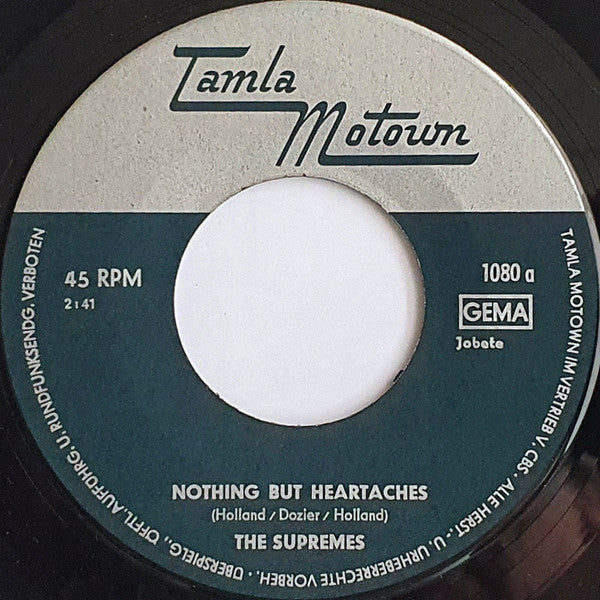 Tamla
Motown
45 RPM
2:41
1080 a
GEMA
Jobete
NOTHING BUT HEARTACHES
(Holland / Dozier / Holland)
THE SUPREMES
TAMLA MOTOWN IM VERTRIEB V. CBS · ALLE HERST.- U. URHEBERRECHTE VORBEH. · ÜBERSPIELG., ÖFFTL. AUFFÜHRG. U. RUNDFUNKSENDG. VERBOTEN